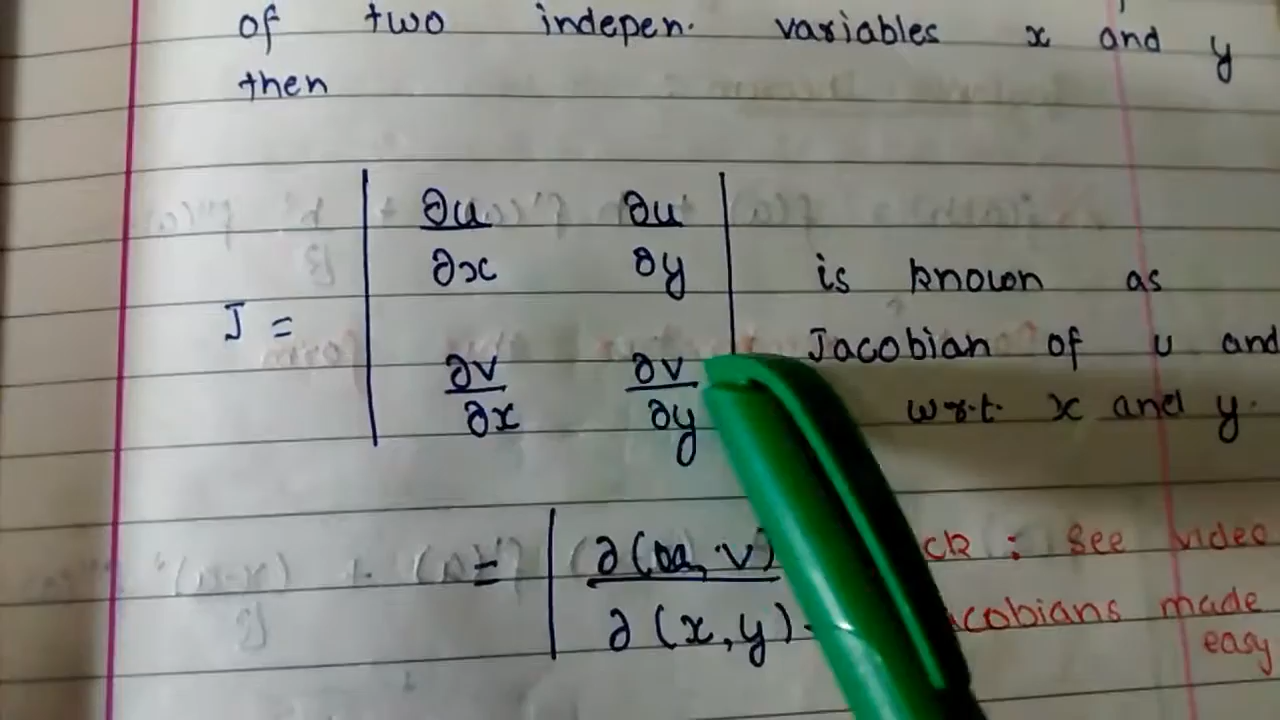 of two indepen. variables x and y
then
J = | ∂u/∂x ∂u/∂y | is known as
| ∂v/∂x ∂v/∂y | Jacobian of u and
w.r.t. x and y.
= | ∂(u, v) / ∂(x, y) : see video
made
easy